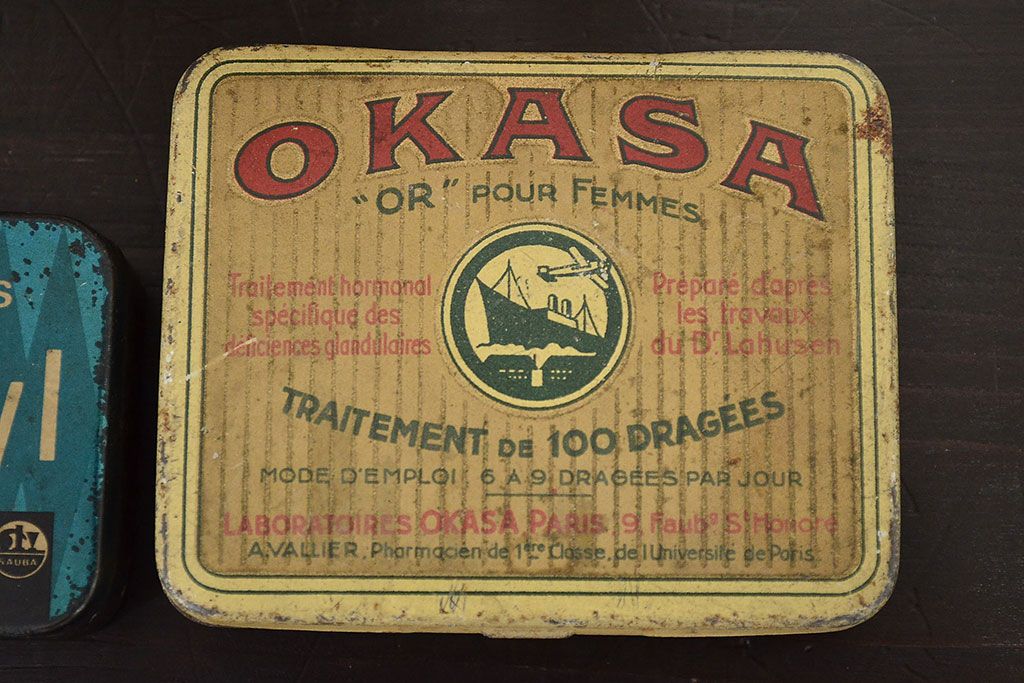 OKASA
"OR" POUR FEMMES
Traitement hormonal
spécifique des
déficiences glandulaires
Préparé d'après
les travaux
du Dr Lahusen
TRAITEMENT DE 100 DRAGÉES
MODE D'EMPLOI : 6 A 9 DRAGÉES PAR JOUR
LABORATOIRES OKASA PARIS. 9, Faubg St Honoré
A. VALLIER, Pharmacien de 1ère Classe, de l'Université de Paris
S
yl
SAUBA